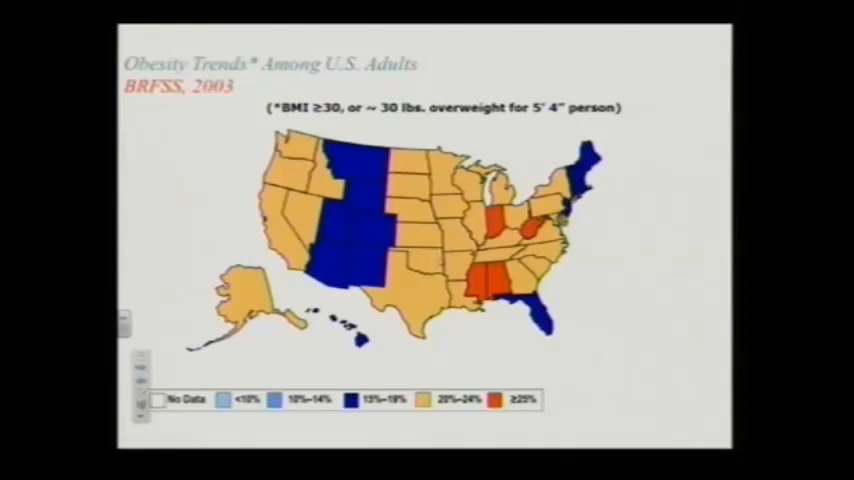 Obesity Trends* Among U.S. Adults
BRFSS, 2003
(*BMI ≥30, or ~ 30 lbs. overweight for 5' 4" person)
No Data <10% 10%–14% 15%–19% 20%–24% ≥25%